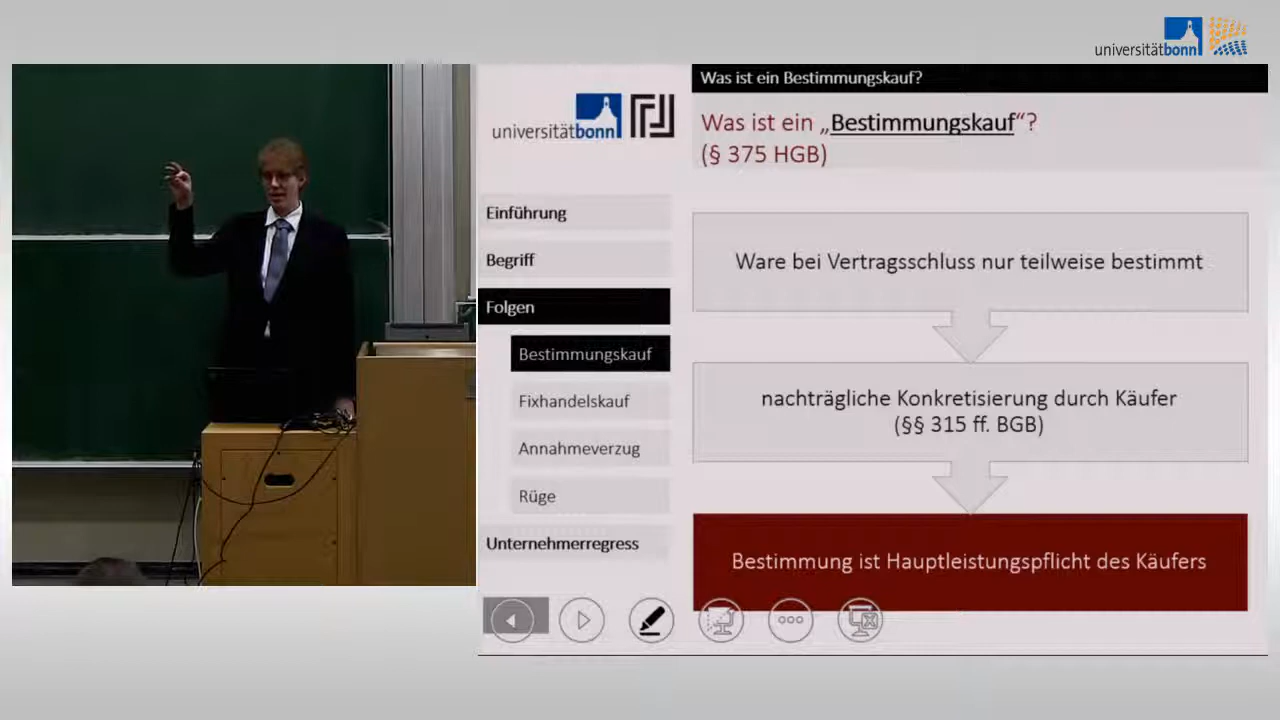 universitätbonn
universitätbonn
Einführung
Begriff
Folgen
Bestimmungskauf
Fixhandelskauf
Annahmeverzug
Rüge
Unternehmerregress
Was ist ein Bestimmungskauf?
Was ist ein „Bestimmungskauf“?
(§ 375 HGB)
Ware bei Vertragsschluss nur teilweise bestimmt
nachträgliche Konkretisierung durch Käufer
(§§ 315 ff. BGB)
Bestimmung ist Hauptleistungspflicht des Käufers